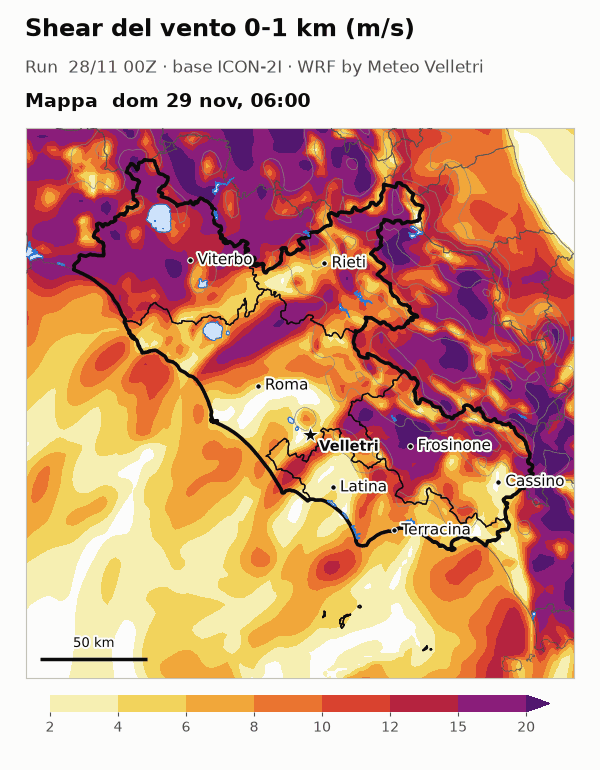 Shear del vento 0-1 km (m/s)
Run  28/11 00Z · base ICON-2I · WRF by Meteo Velletri
Mappa  dom 29 nov, 06:00
Viterbo
Rieti
Roma
Velletri
Frosinone
Latina
Cassino
Terracina
50 km
2 4 6 8 10 12 15 20